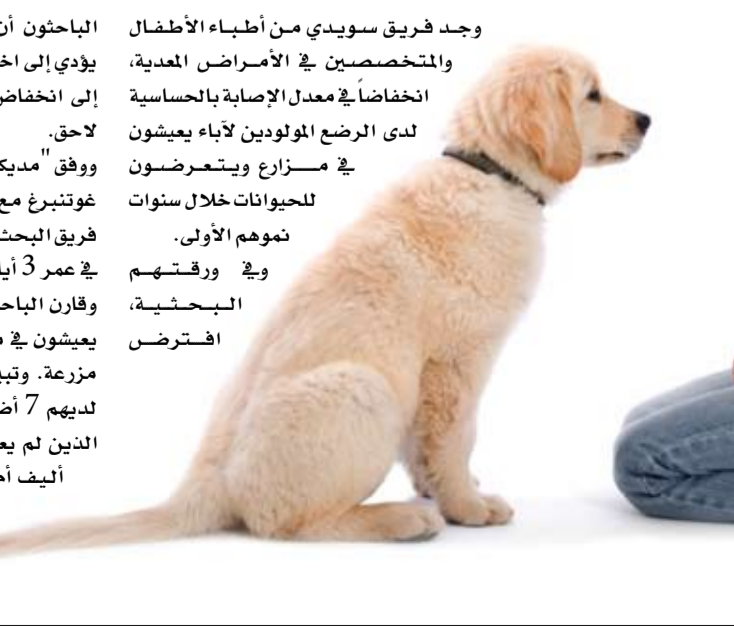 وجد فريق سويدي من أطباء الأطفال
والمتخصصين في الأمراض المعدية،
انخفاضاً في معدل الإصابة بالحساسية
لدى الرضع المولودين لآباء يعيشون
في مزارع ويتعرضون
للحيوانات خلال سنوات
نموهم الأولى.
وفي ورقتهم
البحثية،
افترض
الباحثون أن
يؤدي إلى
إلى انخفاض
لاحق.
ووفق "
غوتنبرغ مع
فريق البحث
في عمر 3
وقارن
يعيشون في
مزرعة.
لديهم 7
الذين لم
أليف